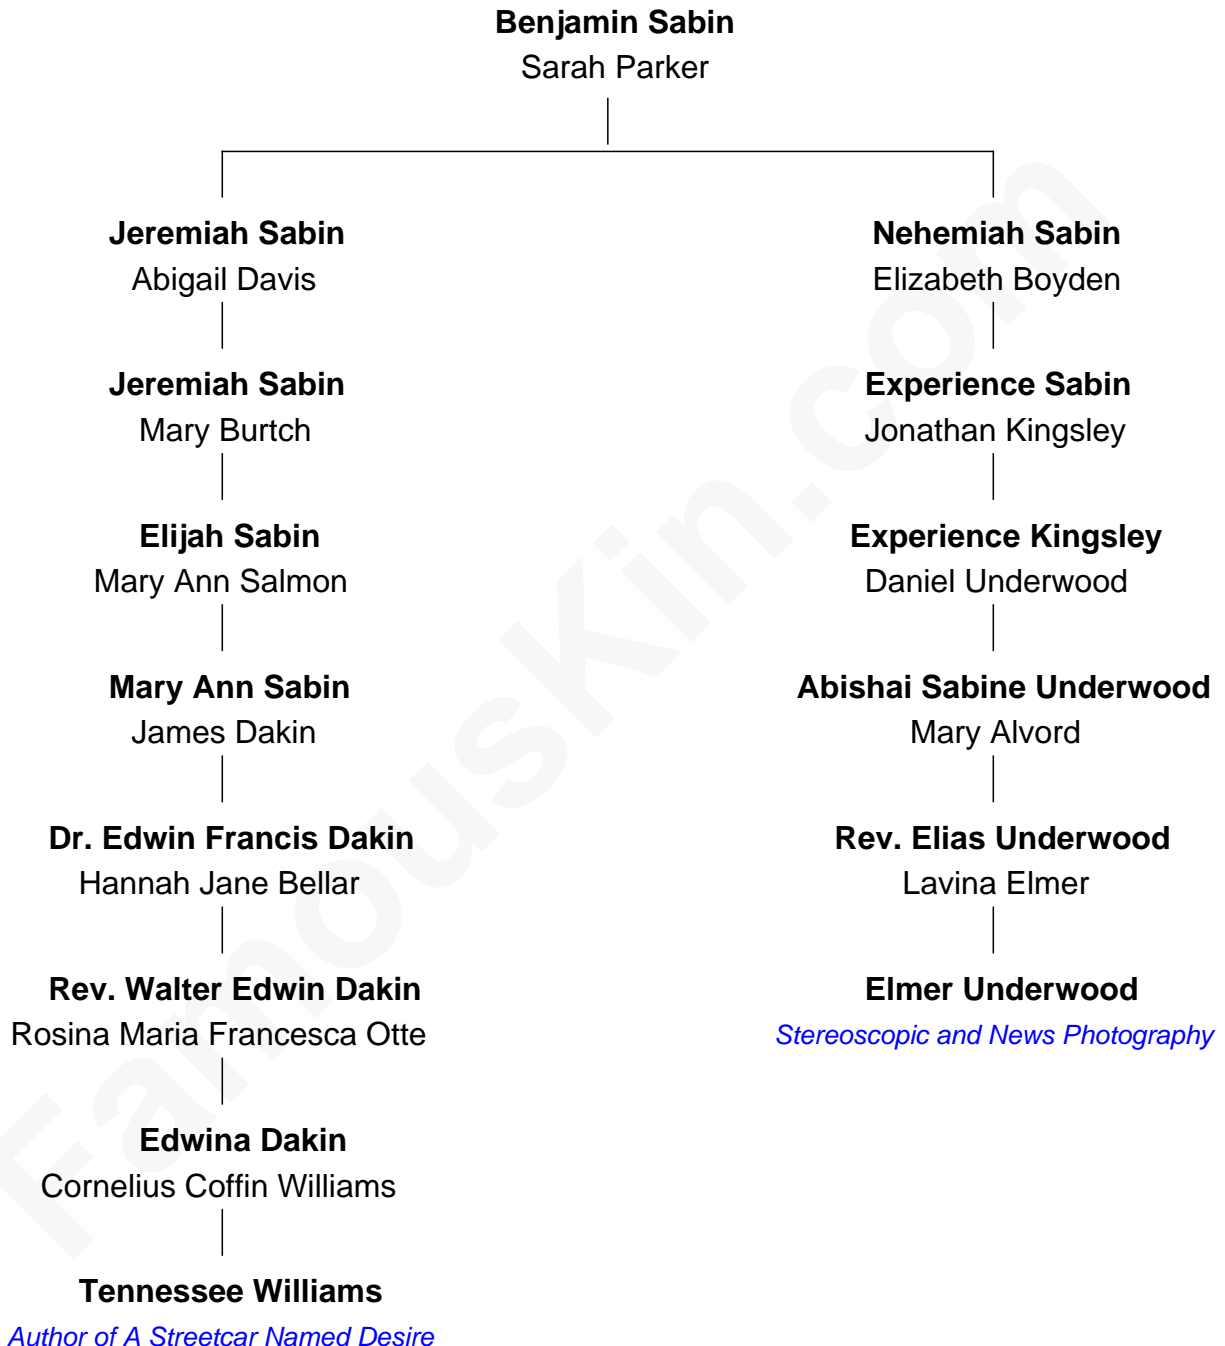 Benjamin Sabin
Sarah Parker
Jeremiah Sabin
Abigail Davis
Jeremiah Sabin
Mary Burtch
Elijah Sabin
Mary Ann Salmon
Mary Ann Sabin
James Dakin
Dr. Edwin Francis Dakin
Hannah Jane Bellar
Rev. Walter Edwin Dakin
Rosina Maria Francesca Otte
Edwina Dakin
Cornelius Coffin Williams
Tennessee Williams
Author of A Streetcar Named Desire
Nehemiah Sabin
Elizabeth Boyden
Experience Sabin
Jonathan Kingsley
Experience Kingsley
Daniel Underwood
Abishai Sabine Underwood
Mary Alvord
Rev. Elias Underwood
Lavina Elmer
Elmer Underwood
Stereoscopic and News Photography
FamousKin.com